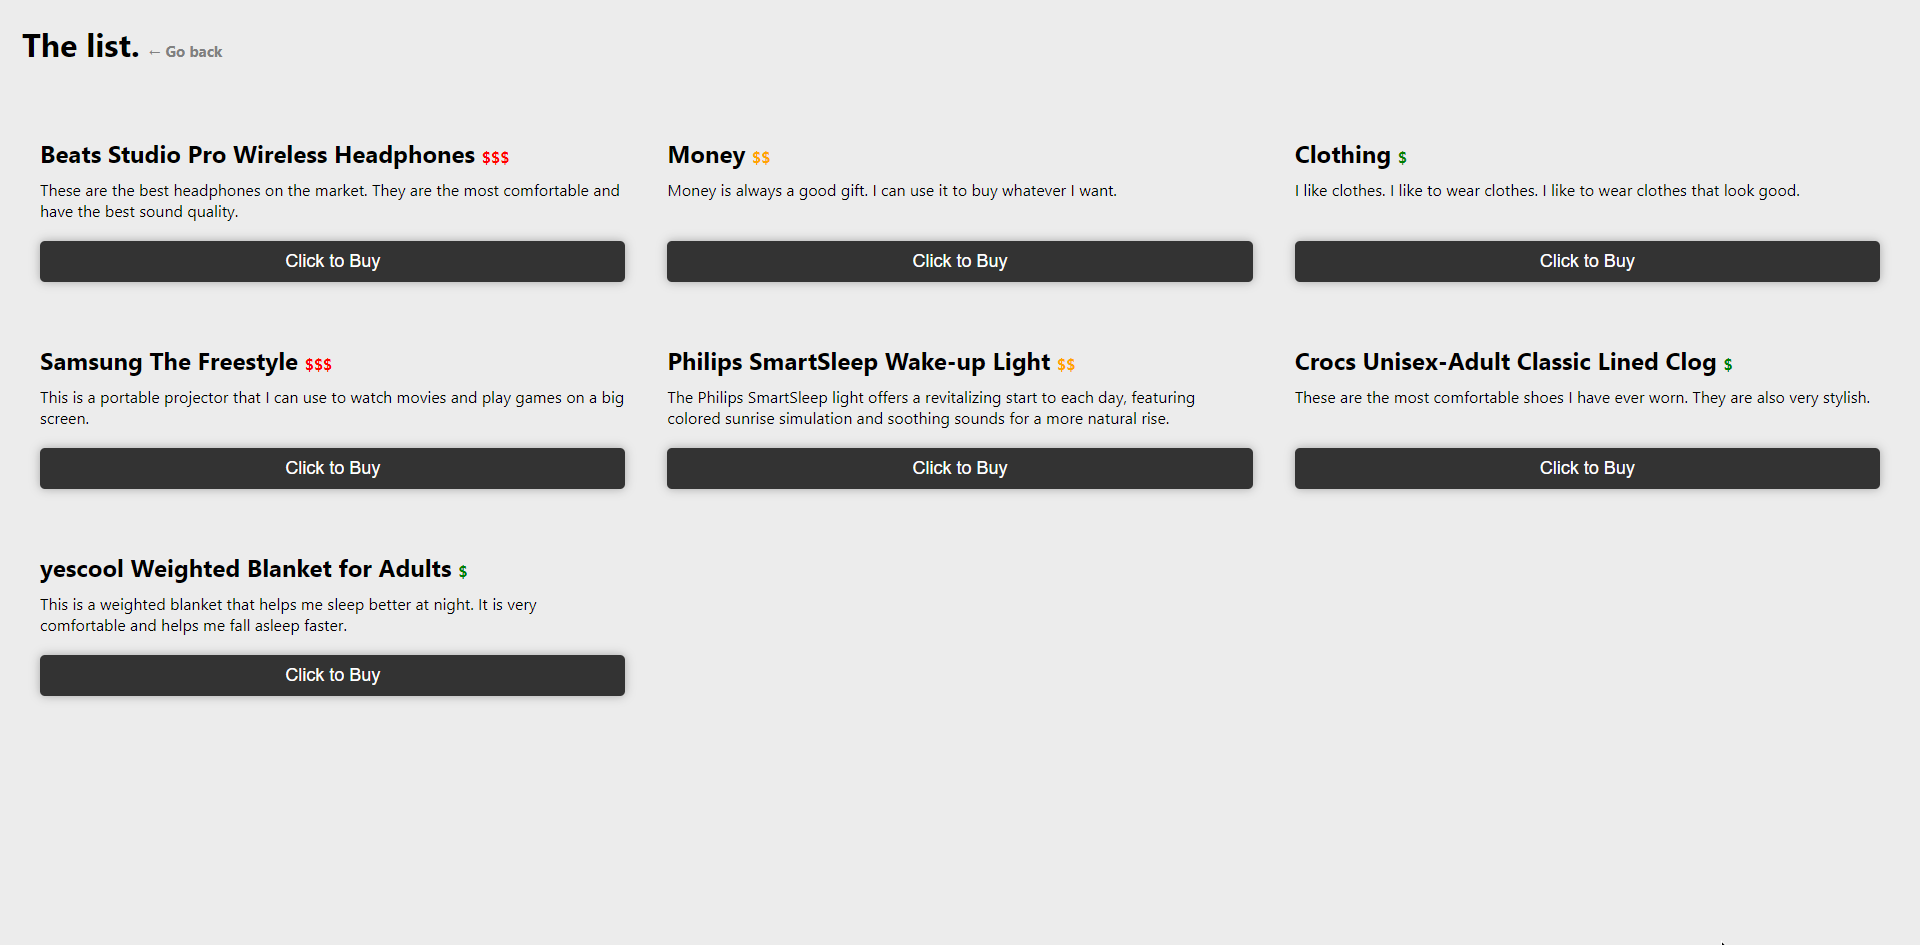 The list. ← Go back
Beats Studio Pro Wireless Headphones $$$
These are the best headphones on the market. They are the most comfortable and
have the best sound quality.
Click to Buy
Money $$
Money is always a good gift. I can use it to buy whatever I want.
Click to Buy
Clothing $
I like clothes. I like to wear clothes. I like to wear clothes that look good.
Click to Buy
Samsung The Freestyle $$$
This is a portable projector that I can use to watch movies and play games on a big
screen.
Click to Buy
Philips SmartSleep Wake-up Light $$
The Philips SmartSleep light offers a revitalizing start to each day, featuring
colored sunrise simulation and soothing sounds for a more natural rise.
Click to Buy
Crocs Unisex-Adult Classic Lined Clog $
These are the most comfortable shoes I have ever worn. They are also very stylish.
Click to Buy
yescool Weighted Blanket for Adults $
This is a weighted blanket that helps me sleep better at night. It is very
comfortable and helps me fall asleep faster.
Click to Buy